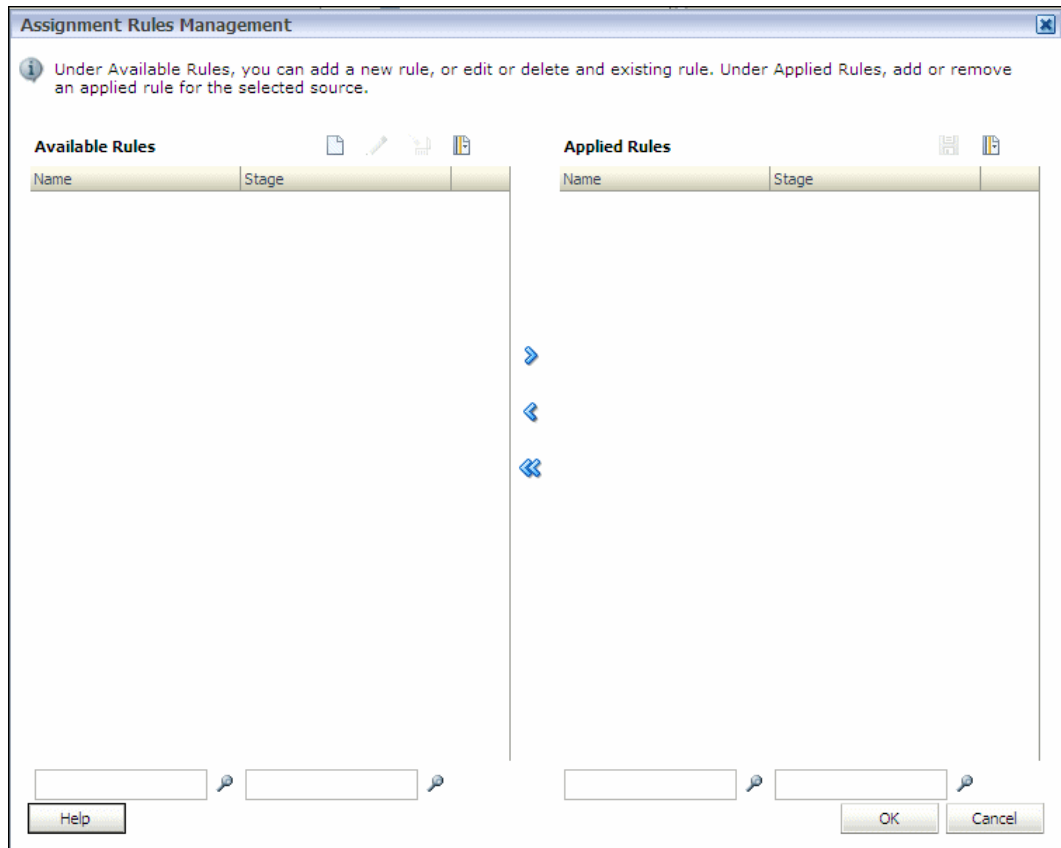 Assignment Rules Management
Under Available Rules, you can add a new rule, or edit or delete and existing rule. Under Applied Rules, add or remove
an applied rule for the selected source.
Available Rules
Applied Rules
Name Stage
Name Stage
Help
OK
Cancel